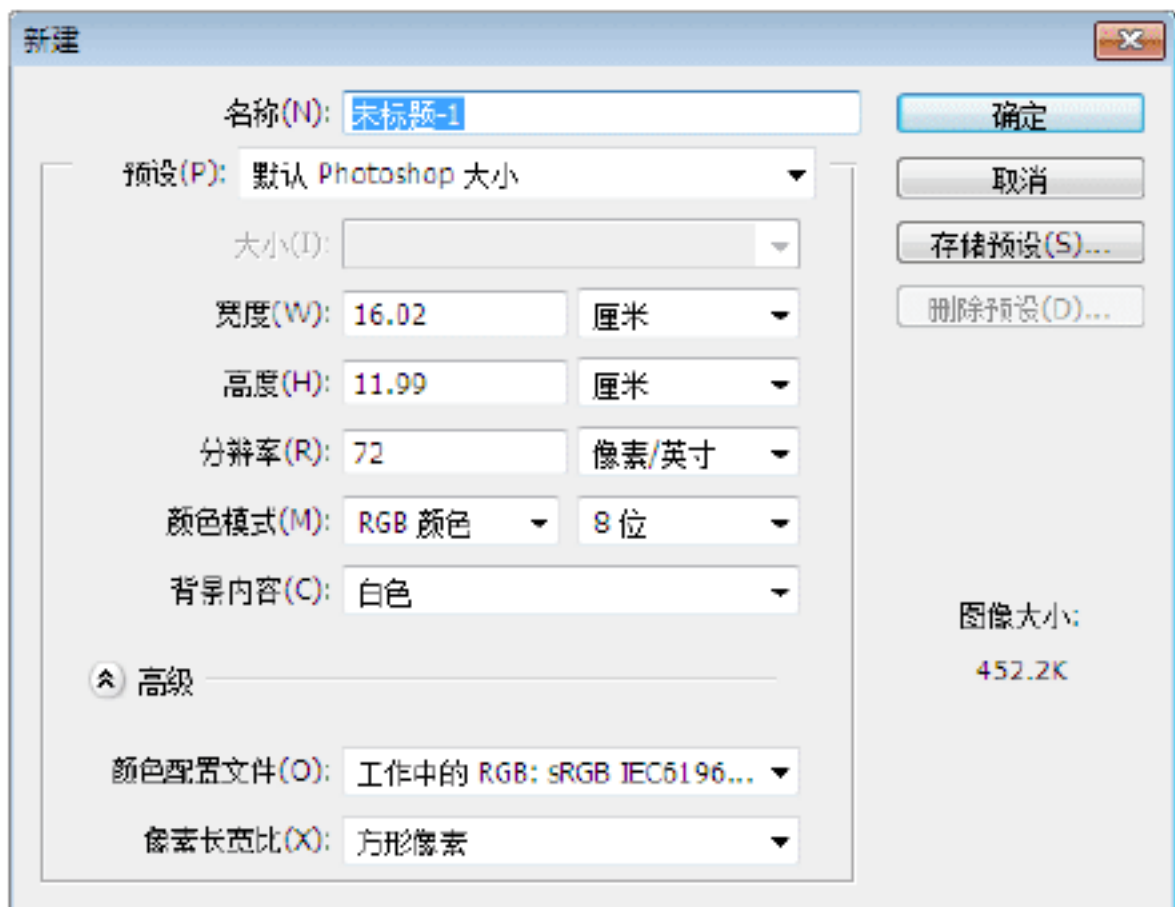 新建
名称(N): 未标题-1
确定
预设(P): 默认 Photoshop 大小
取消
大小(I):
存储预设(S)...
宽度(W): 16.02 厘米
删除预设(D)...
高度(H): 11.99 厘米
分辨率(R): 72 像素/英寸
颜色模式(M): RGB 颜色 8 位
背景内容(C): 白色
图像大小:
452.2K
高级
颜色配置文件(O): 工作中的 RGB: sRGB IEC6196...
像素长宽比(X): 方形像素